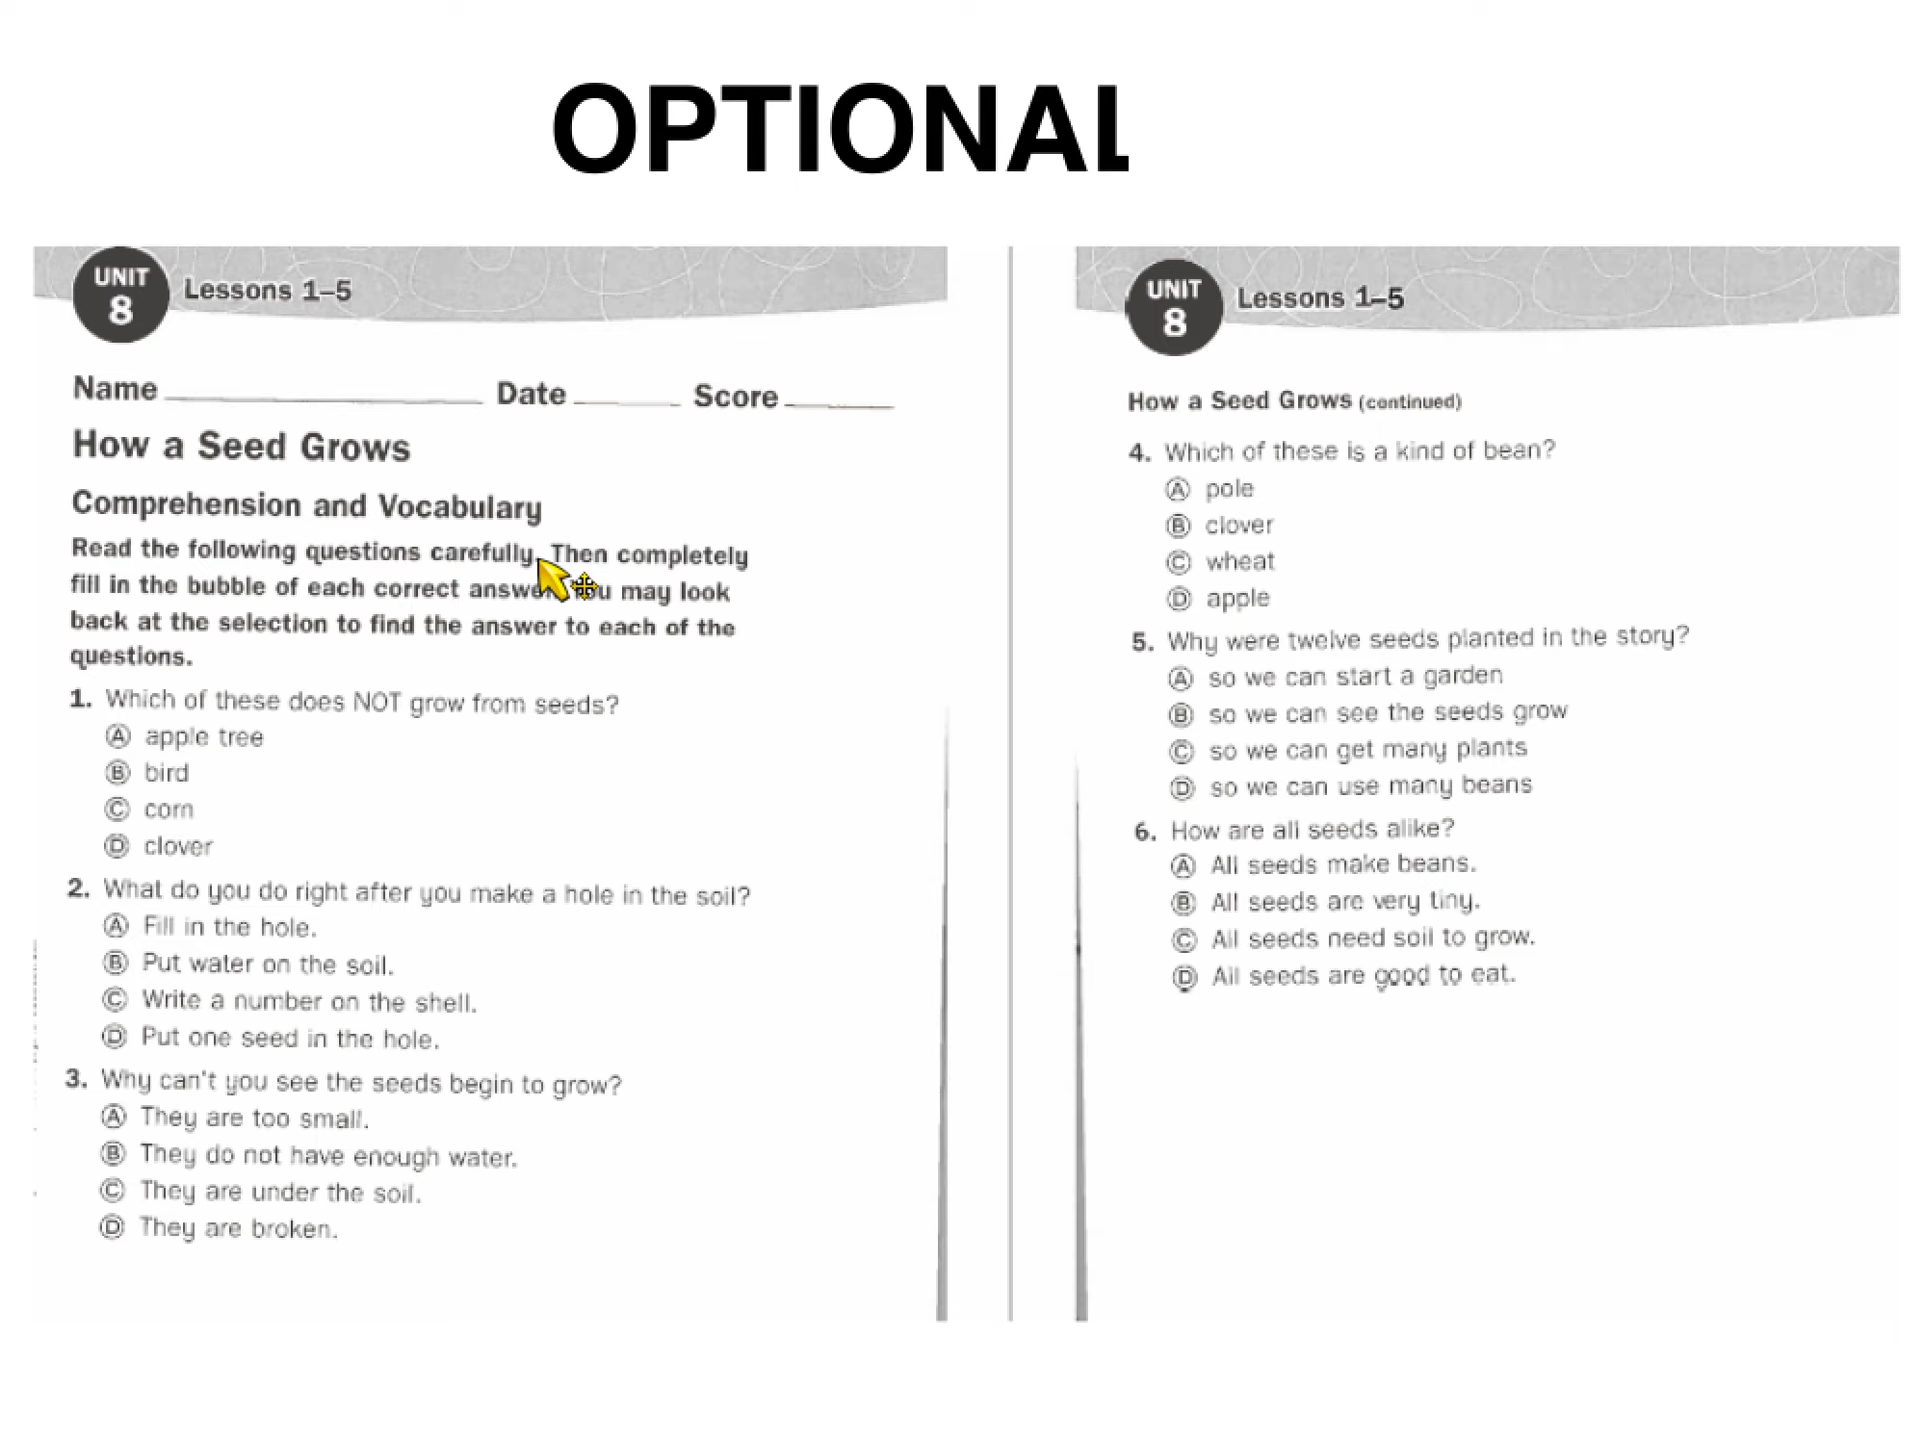 OPTIONAL
UNIT
8
Lessons 1–5
Name Date Score
How a Seed Grows
Comprehension and Vocabulary
Read the following questions carefully. Then completely
fill in the bubble of each correct answer. You may look
back at the selection to find the answer to each of the
questions.
1. Which of these does NOT grow from seeds?
A apple tree
B bird
C corn
D clover
2. What do you do right after you make a hole in the soil?
A Fill in the hole.
B Put water on the soil.
C Write a number on the shell.
D Put one seed in the hole.
3. Why can't you see the seeds begin to grow?
A They are too small.
B They do not have enough water.
C They are under the soil.
D They are broken.
UNIT
8
Lessons 1–5
How a Seed Grows (continued)
4. Which of these is a kind of bean?
A pole
B clover
C wheat
D apple
5. Why were twelve seeds planted in the story?
A so we can start a garden
B so we can see the seeds grow
C so we can get many plants
D so we can use many beans
6. How are all seeds alike?
A All seeds make beans.
B All seeds are very tiny.
C All seeds need soil to grow.
D All seeds are good to eat.